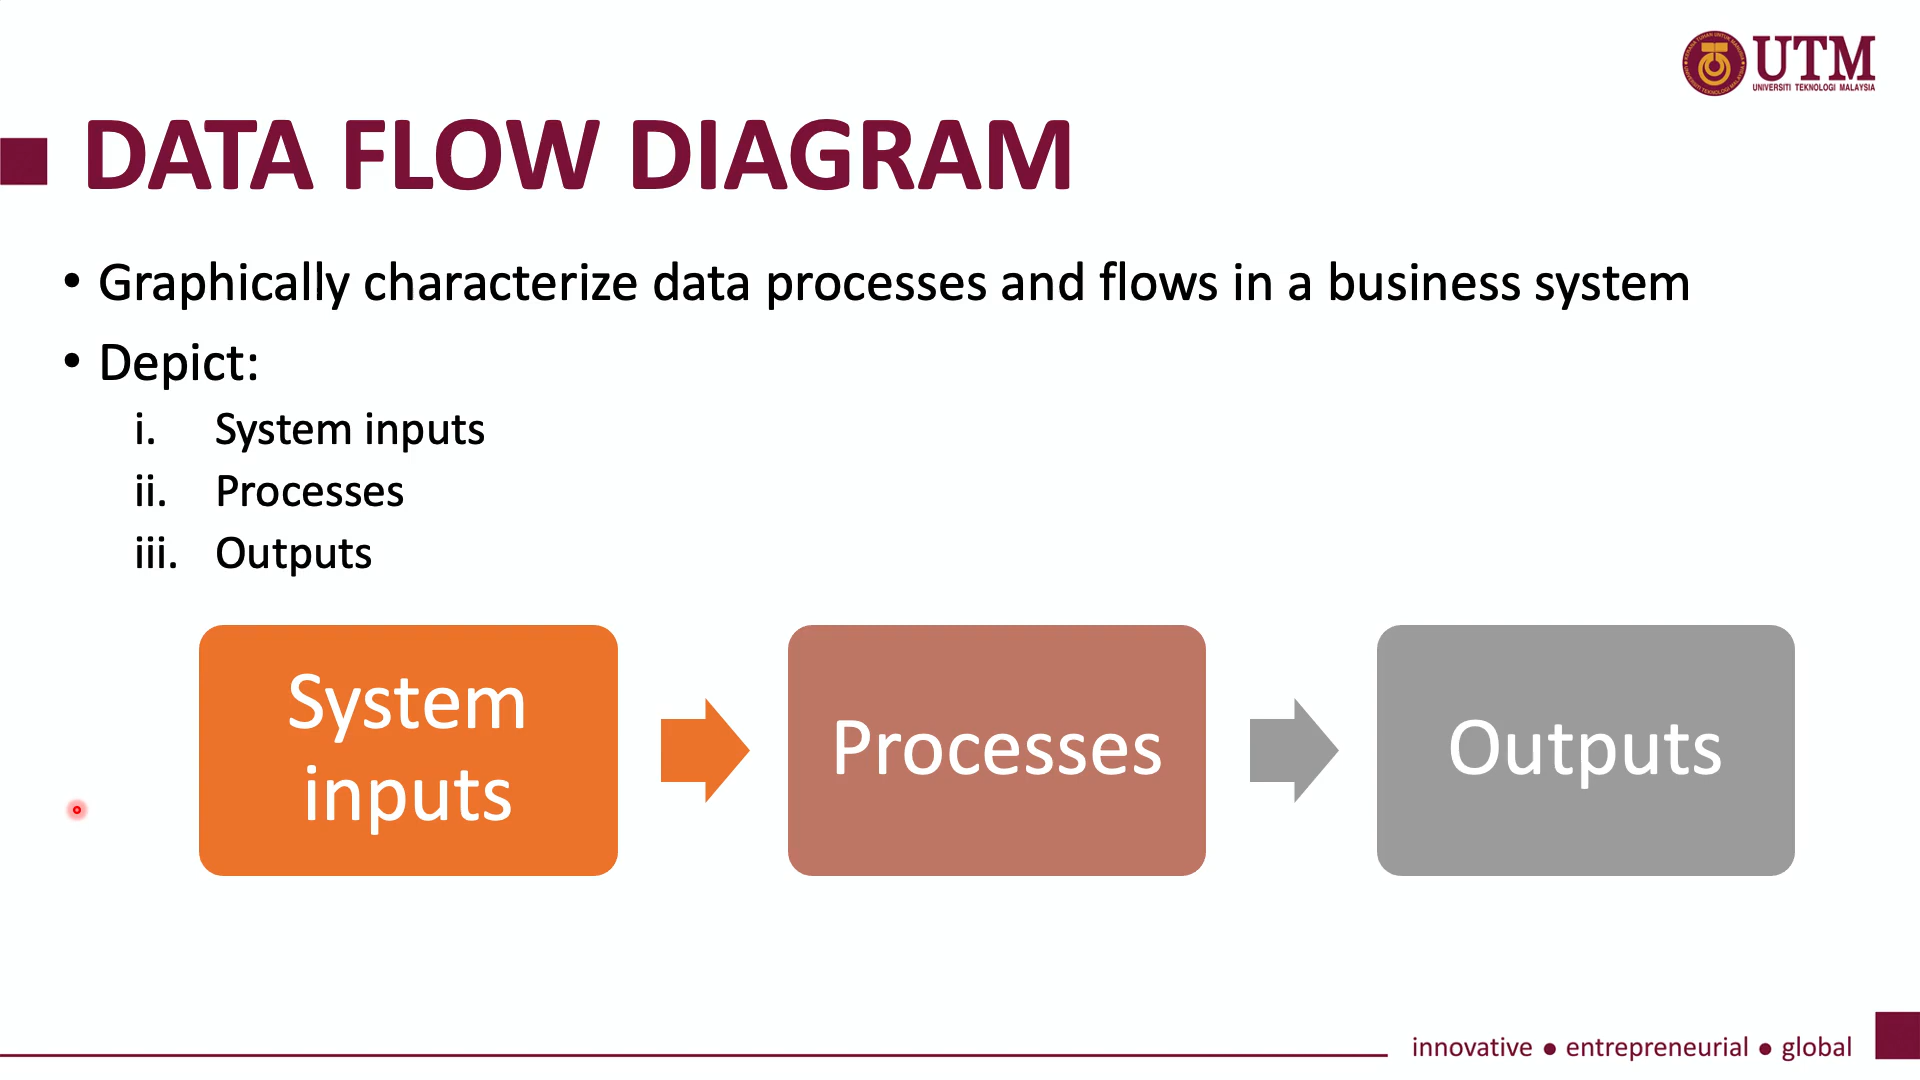 UTM
UNIVERSITI TEKNOLOGI MALAYSIA
DATA FLOW DIAGRAM
• Graphically characterize data processes and flows in a business system
• Depict:
i. System inputs
ii. Processes
iii. Outputs
System
inputs
Processes
Outputs
innovative ● entrepreneurial ● global